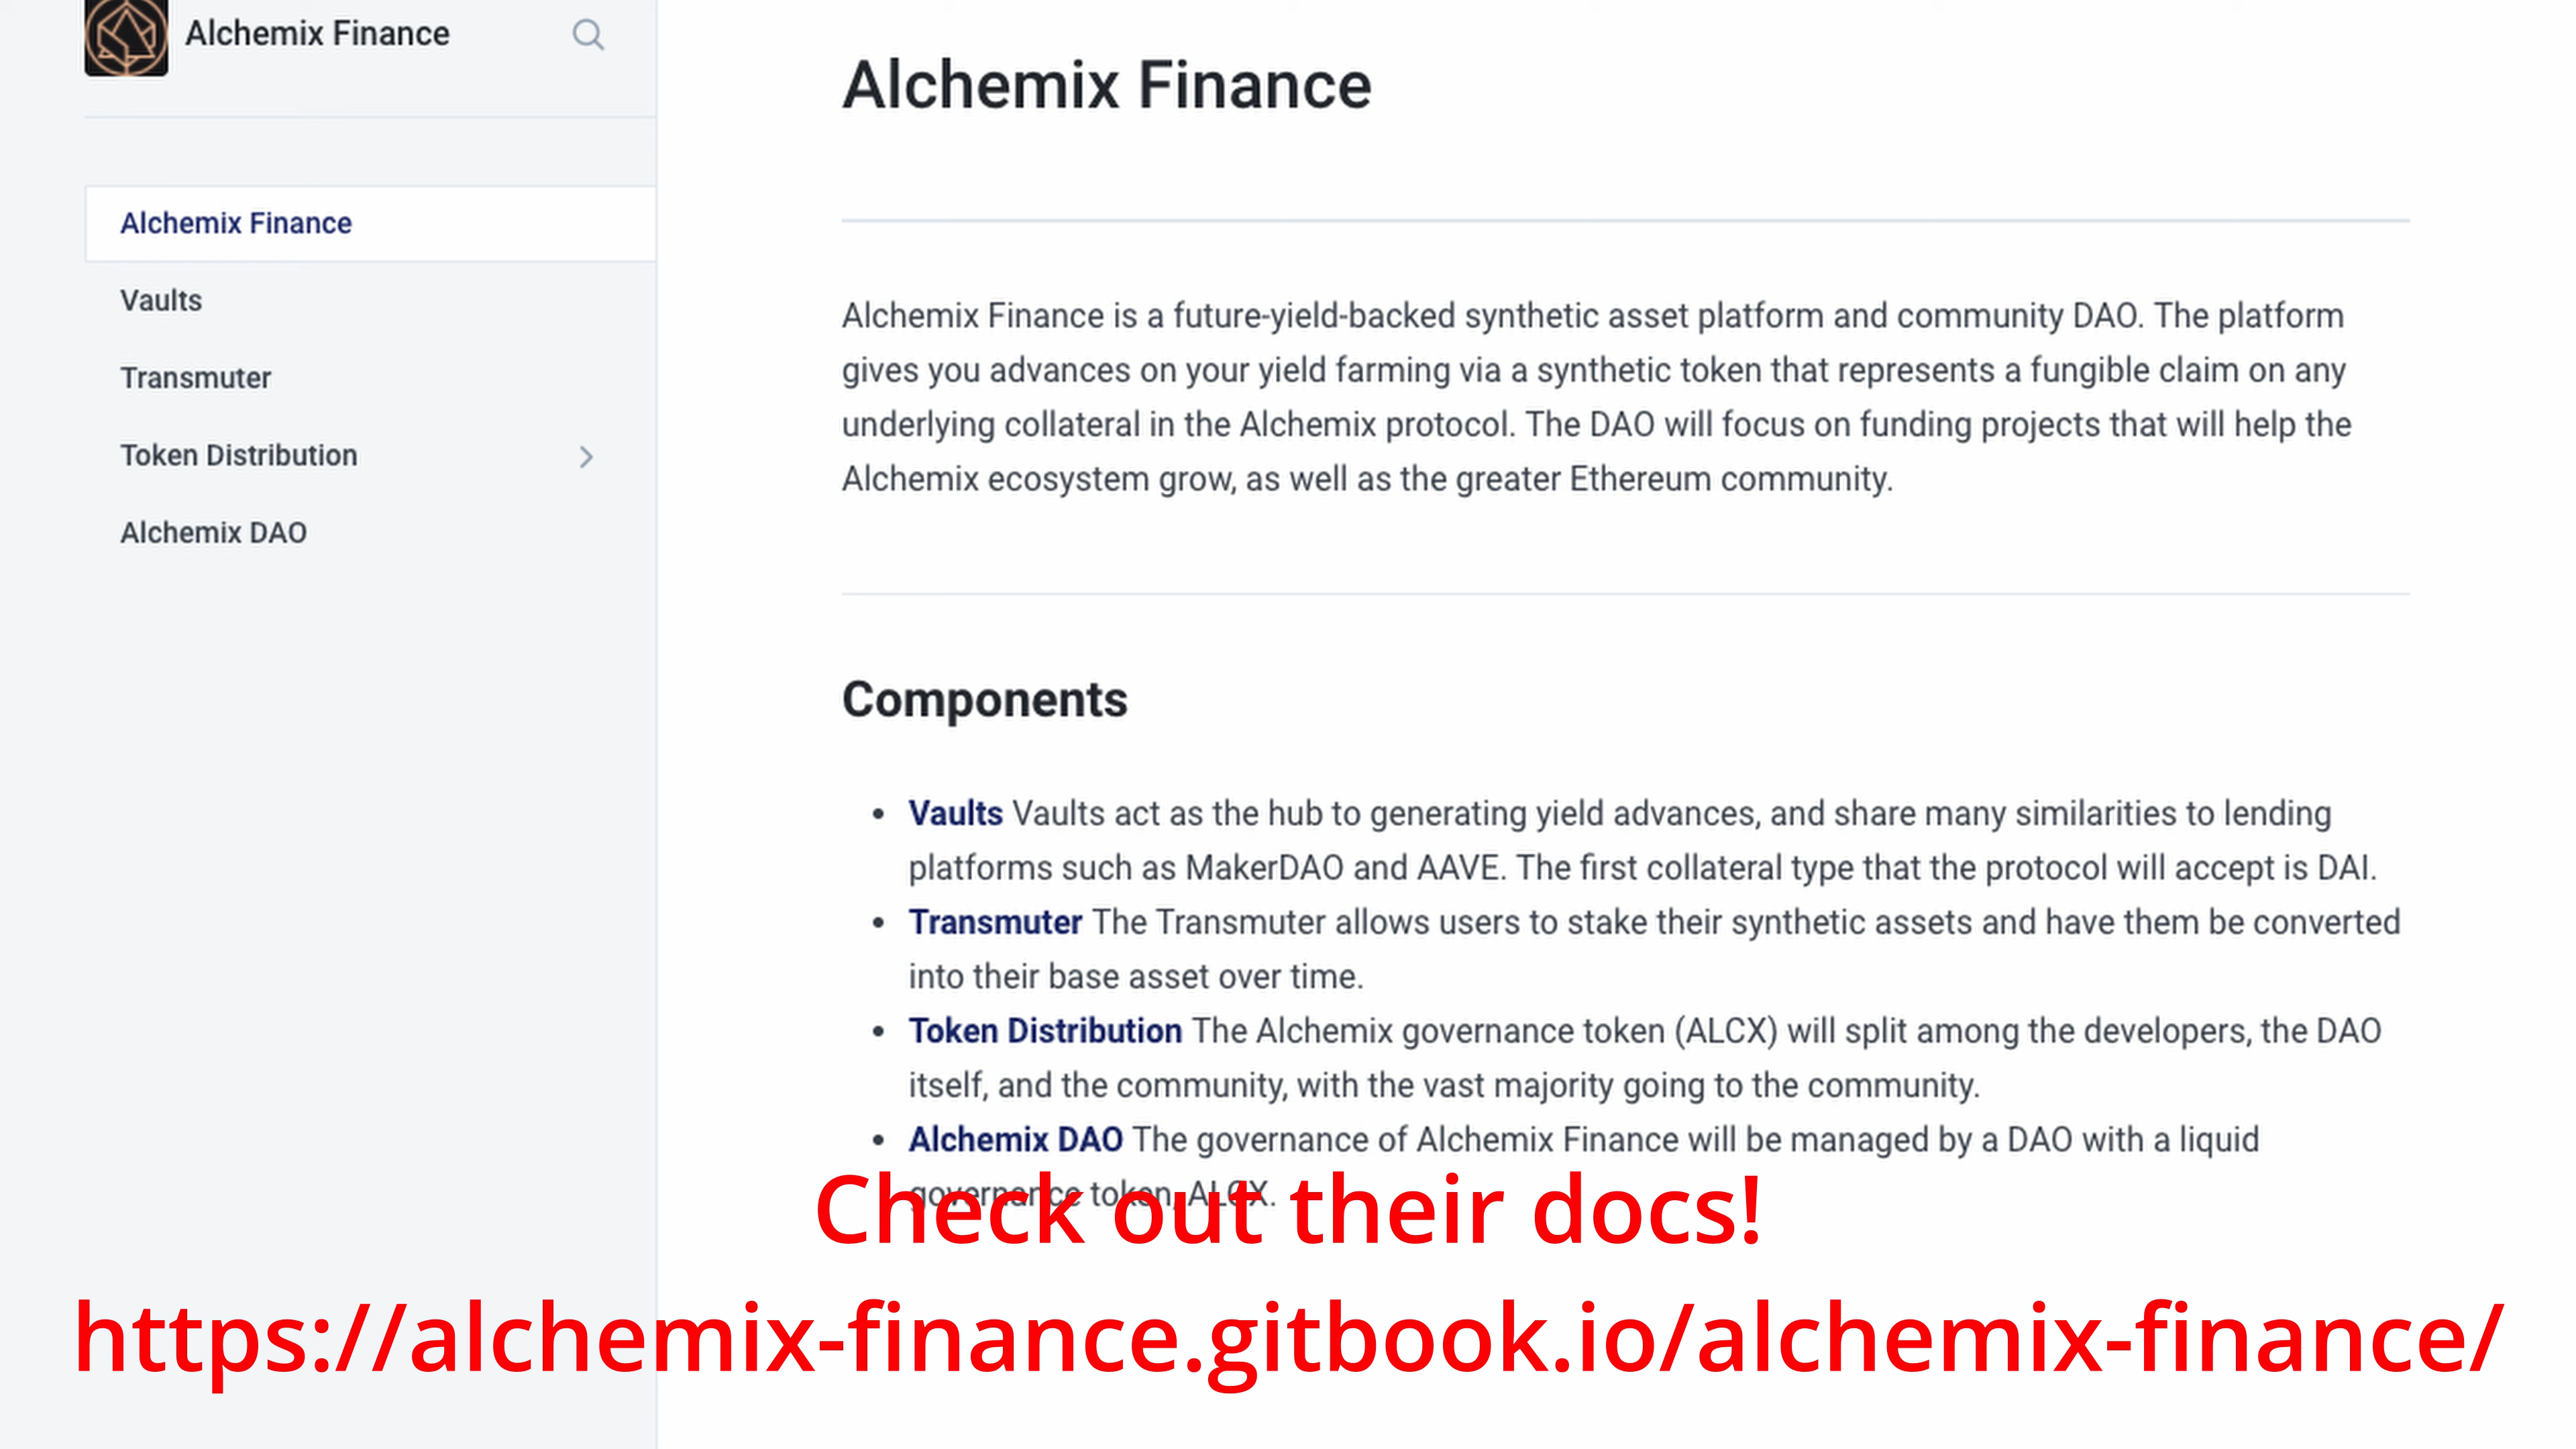 Alchemix Finance
Alchemix Finance
Vaults
Transmuter
Token Distribution
Alchemix DAO
Alchemix Finance
Alchemix Finance is a future-yield-backed synthetic asset platform and community DAO. The platform
gives you advances on your yield farming via a synthetic token that represents a fungible claim on any
underlying collateral in the Alchemix protocol. The DAO will focus on funding projects that will help the
Alchemix ecosystem grow, as well as the greater Ethereum community.
Components
• Vaults Vaults act as the hub to generating yield advances, and share many similarities to lending
platforms such as MakerDAO and AAVE. The first collateral type that the protocol will accept is DAI.
• Transmuter The Transmuter allows users to stake their synthetic assets and have them be converted
into their base asset over time.
• Token Distribution The Alchemix governance token (ALCX) will split among the developers, the DAO
itself, and the community, with the vast majority going to the community.
• Alchemix DAO The governance of Alchemix Finance will be managed by a DAO with a liquid
governance token, ALCX.
Check out their docs!
https://alchemix-finance.gitbook.io/alchemix-finance/